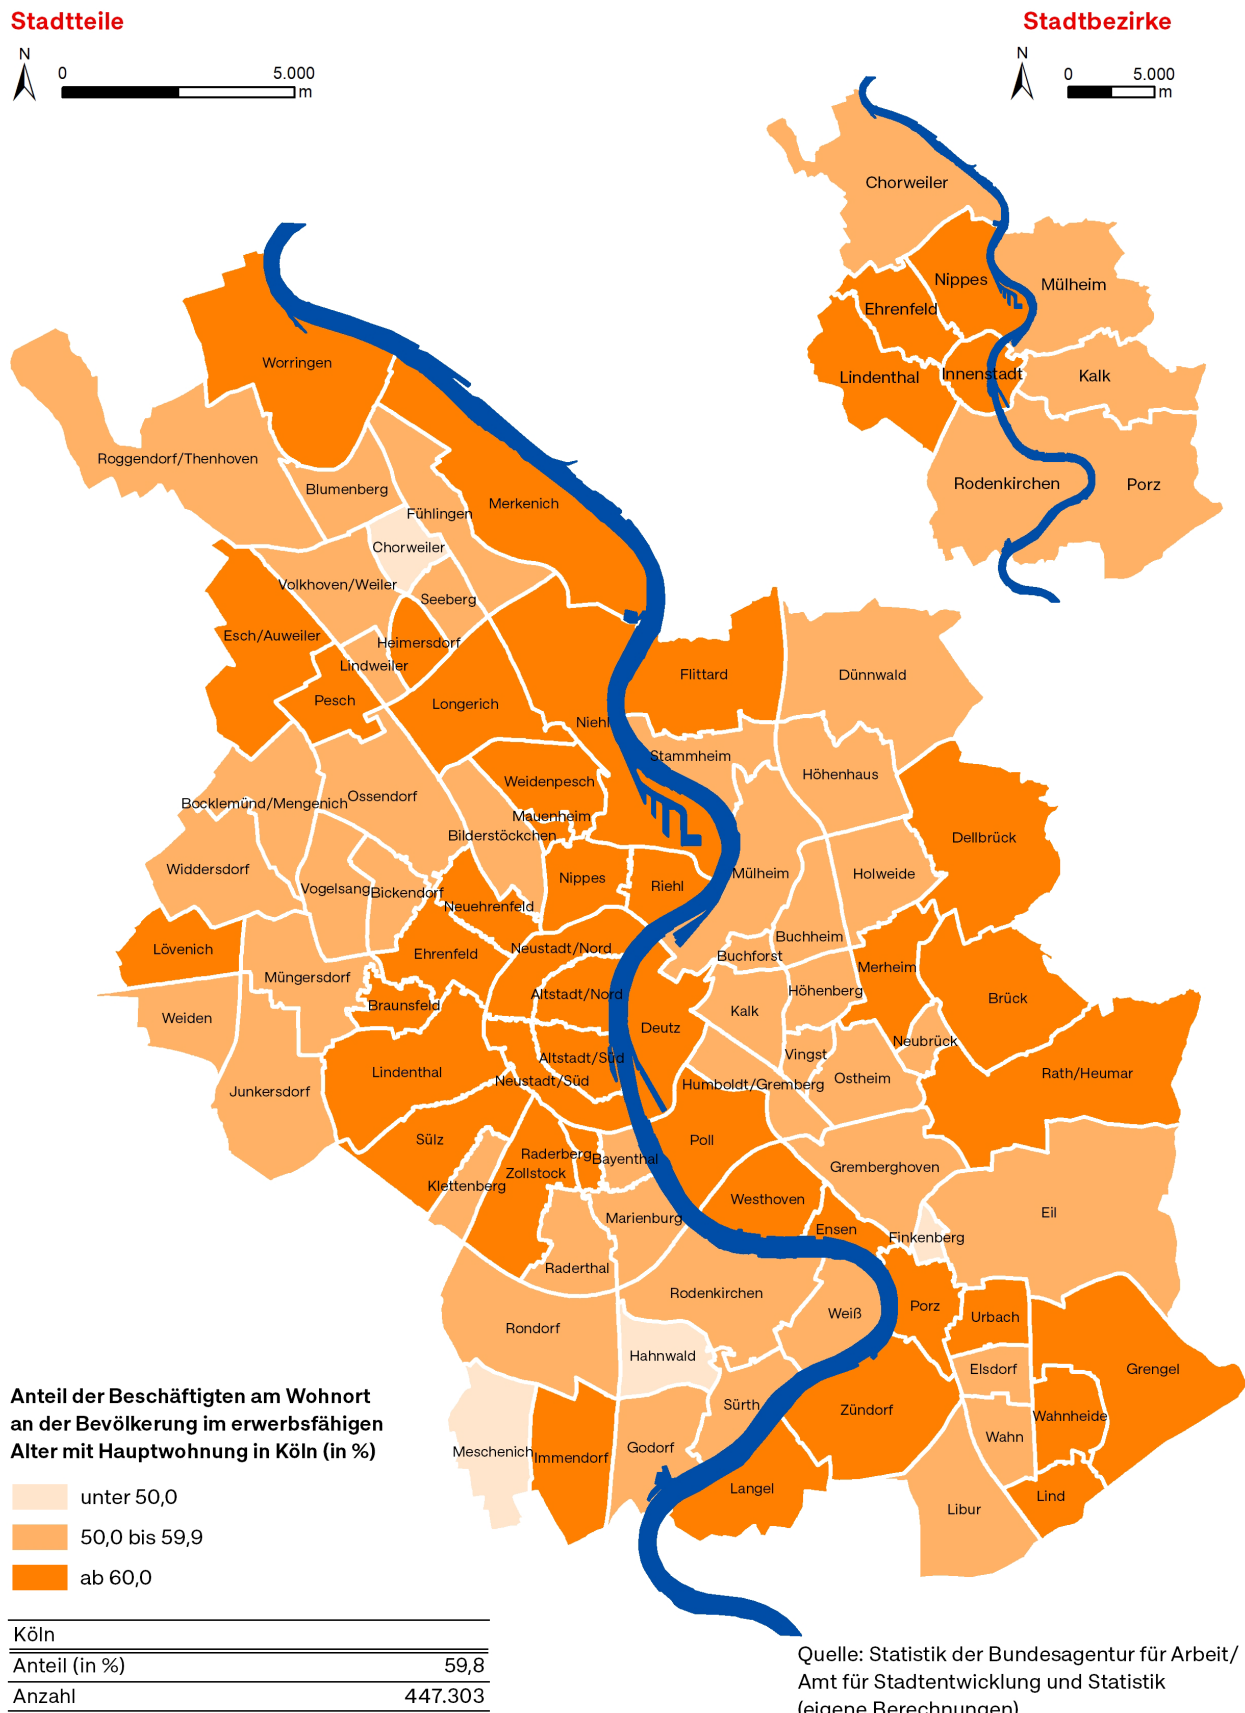 Stadtteile
Stadtbezirke
N
0
5.000
m
N
0
5.000
m
Chorweiler
Nippes
Mülheim
Ehrenfeld
Innenstadt
Lindenthal
Kalk
Rodenkirchen
Porz
Worringen
Roggendorf/Thenhoven
Blumenberg
Merkenich
Fühlingen
Chorweiler
Volkhoven/Weiler
Seeberg
Esch/Auweiler
Heimersdorf
Lindweiler
Flittard
Dünnwald
Pesch
Longerich
Niehl
Stammheim
Höhenhaus
Weidenpesch
Bocklemünd/Mengenich
Ossendorf
Mauenheim
Bilderstöckchen
Dellbrück
Widdersdorf
Mülheim
Holweide
Nippes
Riehl
Vogelsang
Bickendorf
Neuehrenfeld
Buchheim
Lövenich
Ehrenfeld
Neustadt/Nord
Buchforst
Merheim
Müngersdorf
Altstadt/Nord
Höhenberg
Brück
Braunsfeld
Kalk
Weiden
Deutz
Neubrück
Altstadt/Süd
Vingst
Lindenthal
Neustadt/Süd
Humboldt/Gremberg
Ostheim
Rath/Heumar
Junkersdorf
Sülz
Poll
Raderberg
Bayenthal
Gremberghoven
Zollstock
Klettenberg
Westhoven
Marienburg
Eil
Ensen
Finkenberg
Raderthal
Rodenkirchen
Porz
Weiß
Urbach
Rondorf
Hahnwald
Elsdorf
Grengel
Sürth
Zündorf
Wahnheide
Wahn
Godorf
Meschenich
Immendorf
Langel
Lind
Libur
Anteil der Beschäftigten am Wohnort
an der Bevölkerung im erwerbsfähigen
Alter mit Hauptwohnung in Köln (in %)
unter 50,0
50,0 bis 59,9
ab 60,0
Köln
Anteil (in %) 59,8
Anzahl 447.303
Quelle: Statistik der Bundesagentur für Arbeit/
Amt für Stadtentwicklung und Statistik
(eigene Berechnungen)